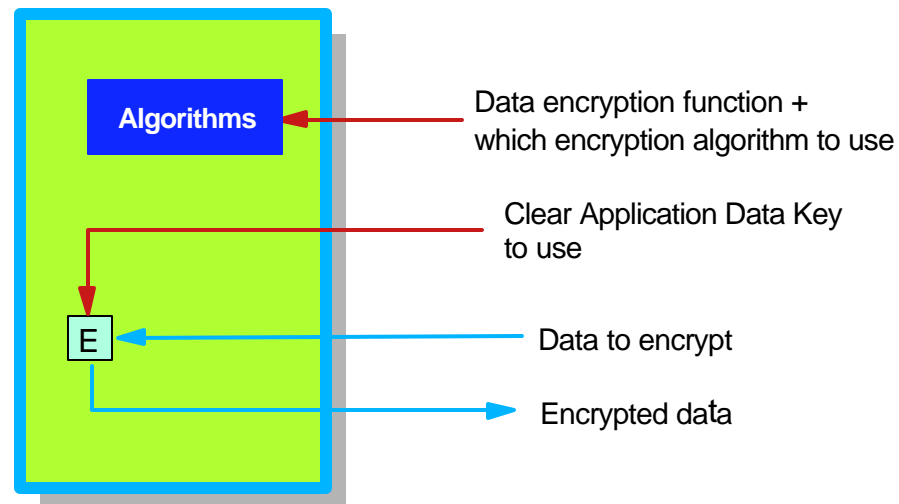 Algorithms
Data encryption function +
which encryption algorithm to use
Clear Application Data Key
to use
E
Data to encrypt
Encrypted data